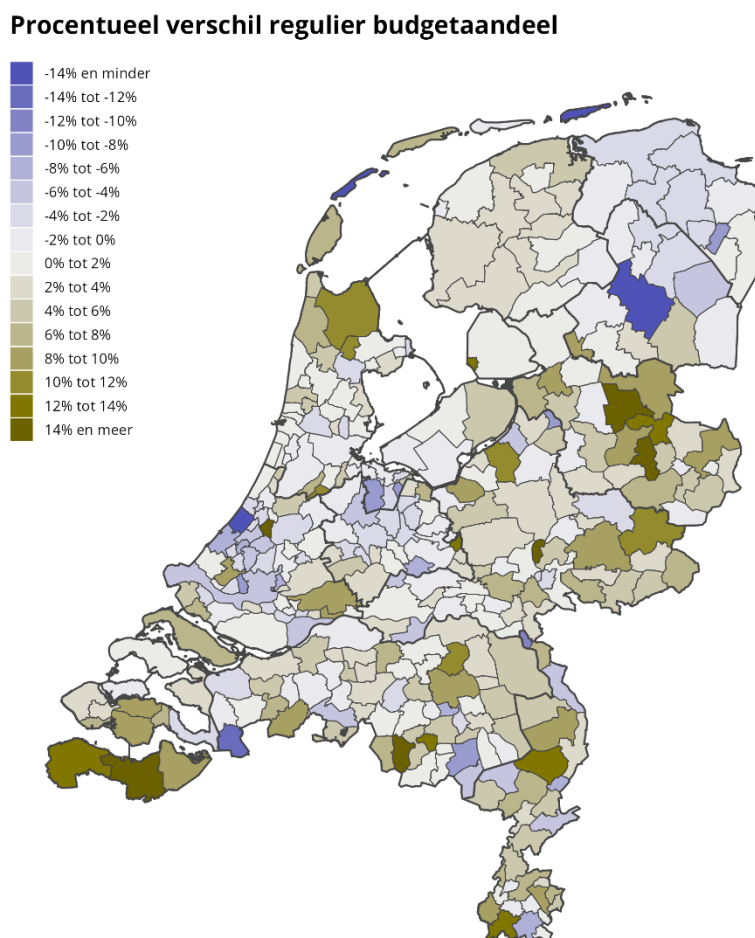 Procentueel verschil regulier budgetaandeel
-14% en minder
-14% tot -12%
-12% tot -10%
-10% tot -8%
-8% tot -6%
-6% tot -4%
-4% tot -2%
-2% tot 0%
0% tot 2%
2% tot 4%
4% tot 6%
6% tot 8%
8% tot 10%
10% tot 12%
12% tot 14%
14% en meer